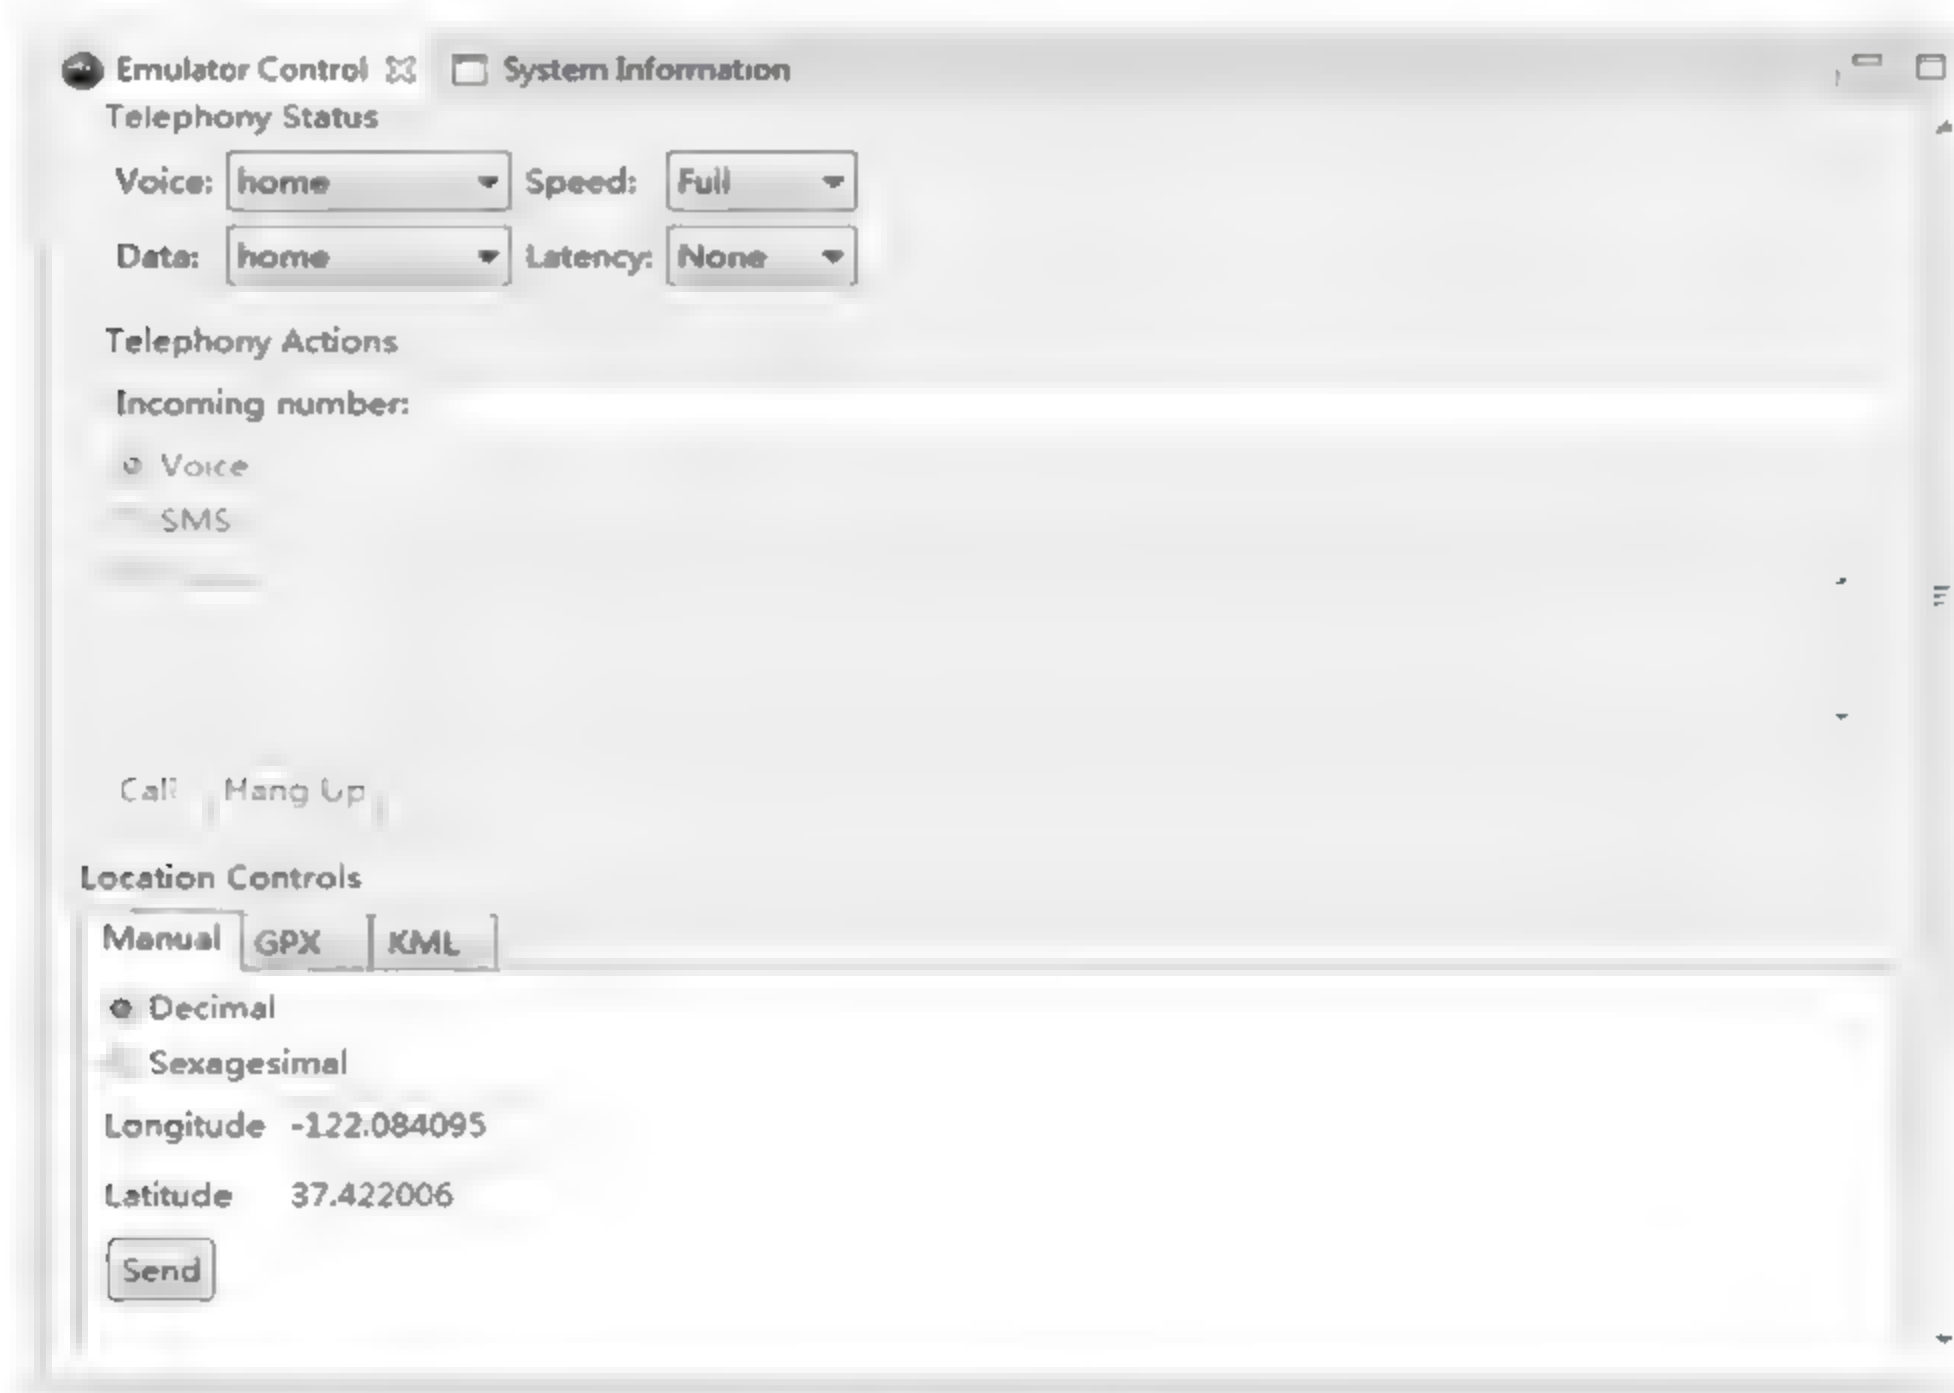 Emulator Control System Information
Telephony Status
Voice: home Speed: Full
Data: home Latency: None
Telephony Actions
Incoming number:
Voice
SMS
Call Hang Up
Location Controls
Manual GPX KML
Decimal
Sexagesimal
Longitude -122.084095
Latitude 37.422006
Send